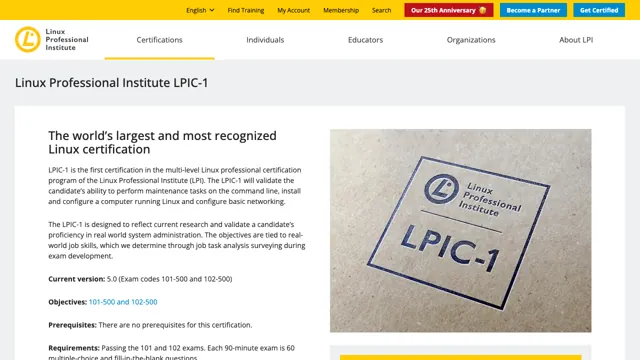 English Find Training My Account Membership Search Our 25th Anniversary Become a Partner Get Certified
Linux
Professional
Institute
Certifications Individuals Educators Organizations About LPI
Linux Professional Institute LPIC-1
The world's largest and most recognized
Linux certification
LPIC-1 is the first certification in the multi-level Linux professional certification
program of the Linux Professional Institute (LPI). The LPIC-1 will validate the
candidate's ability to perform maintenance tasks on the command line, install
and configure a computer running Linux and configure basic networking.
The LPIC-1 is designed to reflect current research and validate a candidate's
proficiency in real world system administration. The objectives are tied to real-
world job skills, which we determine through job task analysis surveying during
exam development.
Current version: 5.0 (Exam codes 101-500 and 102-500)
Objectives: 101-500 and 102-500
Prerequisites: There are no prerequisites for this certification.
Requirements: Passing the 101 and 102 exams. Each 90-minute exam is 60
multiple-choice and fill-in-the-blank questions.
Linux
Professional
Institute
LPIC-1